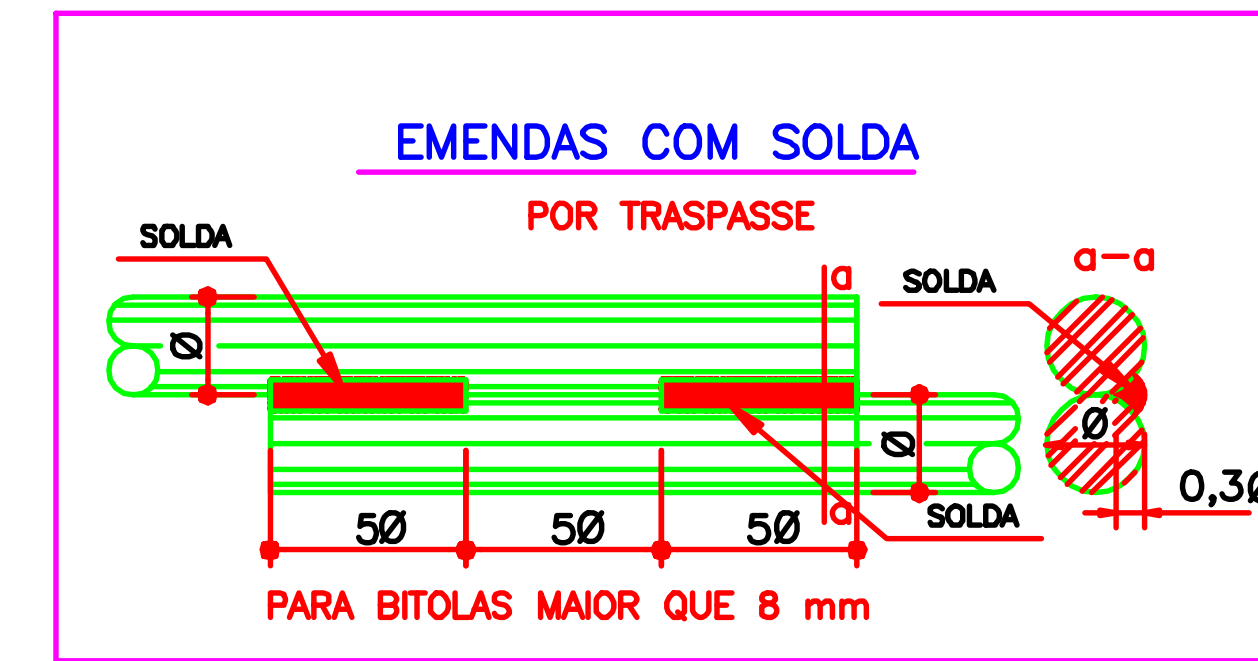 EMENDAS COM SOLDA
POR TRASPASSE
SOLDA
a
SOLDA
a-a
Ø
Ø
Ø
0,3Ø
a
SOLDA
5Ø
5Ø
5Ø
PARA BITOLAS MAIOR QUE 8 mm